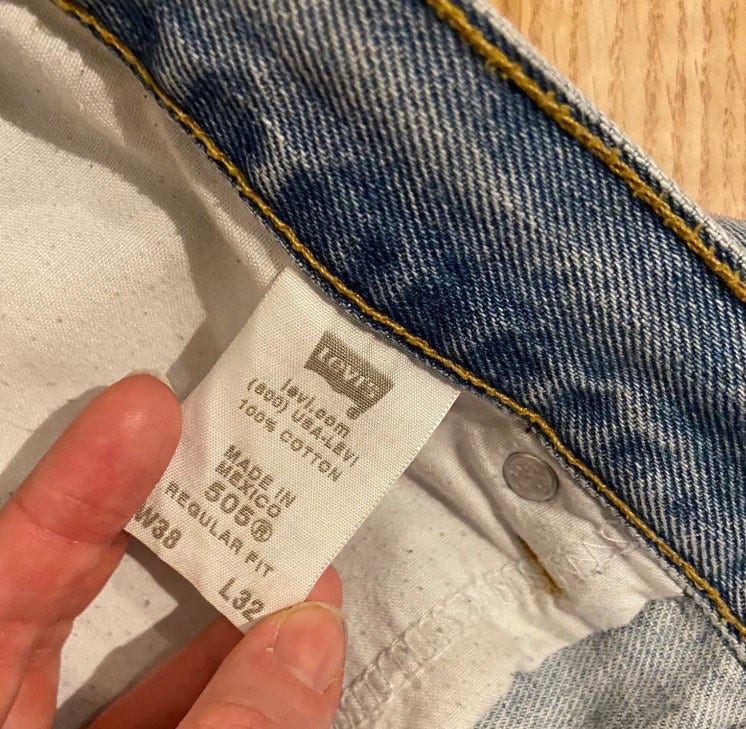 Levi's
levi.com
(800) USA-LEVI
100% COTTON
MADE IN
MEXICO
505®
REGULAR FIT
W38 L32